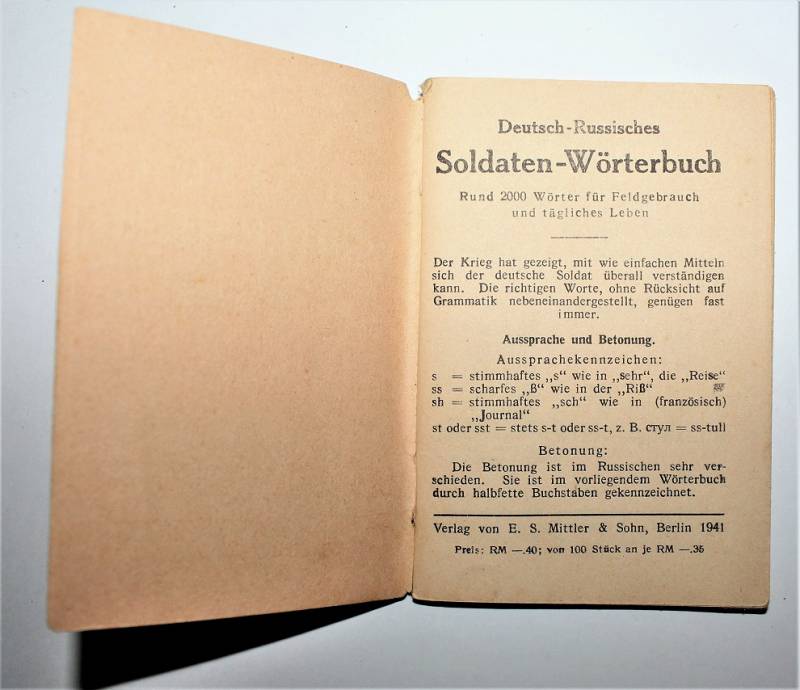 Deutsch-Russisches
Soldaten-Wörterbuch
Rund 2000 Wörter für Feldgebrauch
und tägliches Leben
Der Krieg hat gezeigt, mit wie einfachen Mitteln
sich der deutsche Soldat überall verständigen
kann. Die richtigen Worte, ohne Rücksicht auf
Grammatik nebeneinandergestellt, genügen fast
immer.
Aussprache und Betonung.
Aussprachekennzeichen:
s = stimmhaftes „s“ wie in „sehr“, die „Reise“
ss = scharfes „ß“ wie in der „Riß“
sh = stimmhaftes „sch“ wie in (französisch)
„Journal“
st oder sst = stets s-t oder ss-t, z. B. стул = ss-tull
Betonung:
Die Betonung ist im Russischen sehr ver-
schieden. Sie ist im vorliegendem Wörterbuch
durch halbfette Buchstaben gekennzeichnet.
Verlag von E. S. Mittler & Sohn, Berlin 1941
Preis: RM —.40; von 100 Stück an je RM —.35